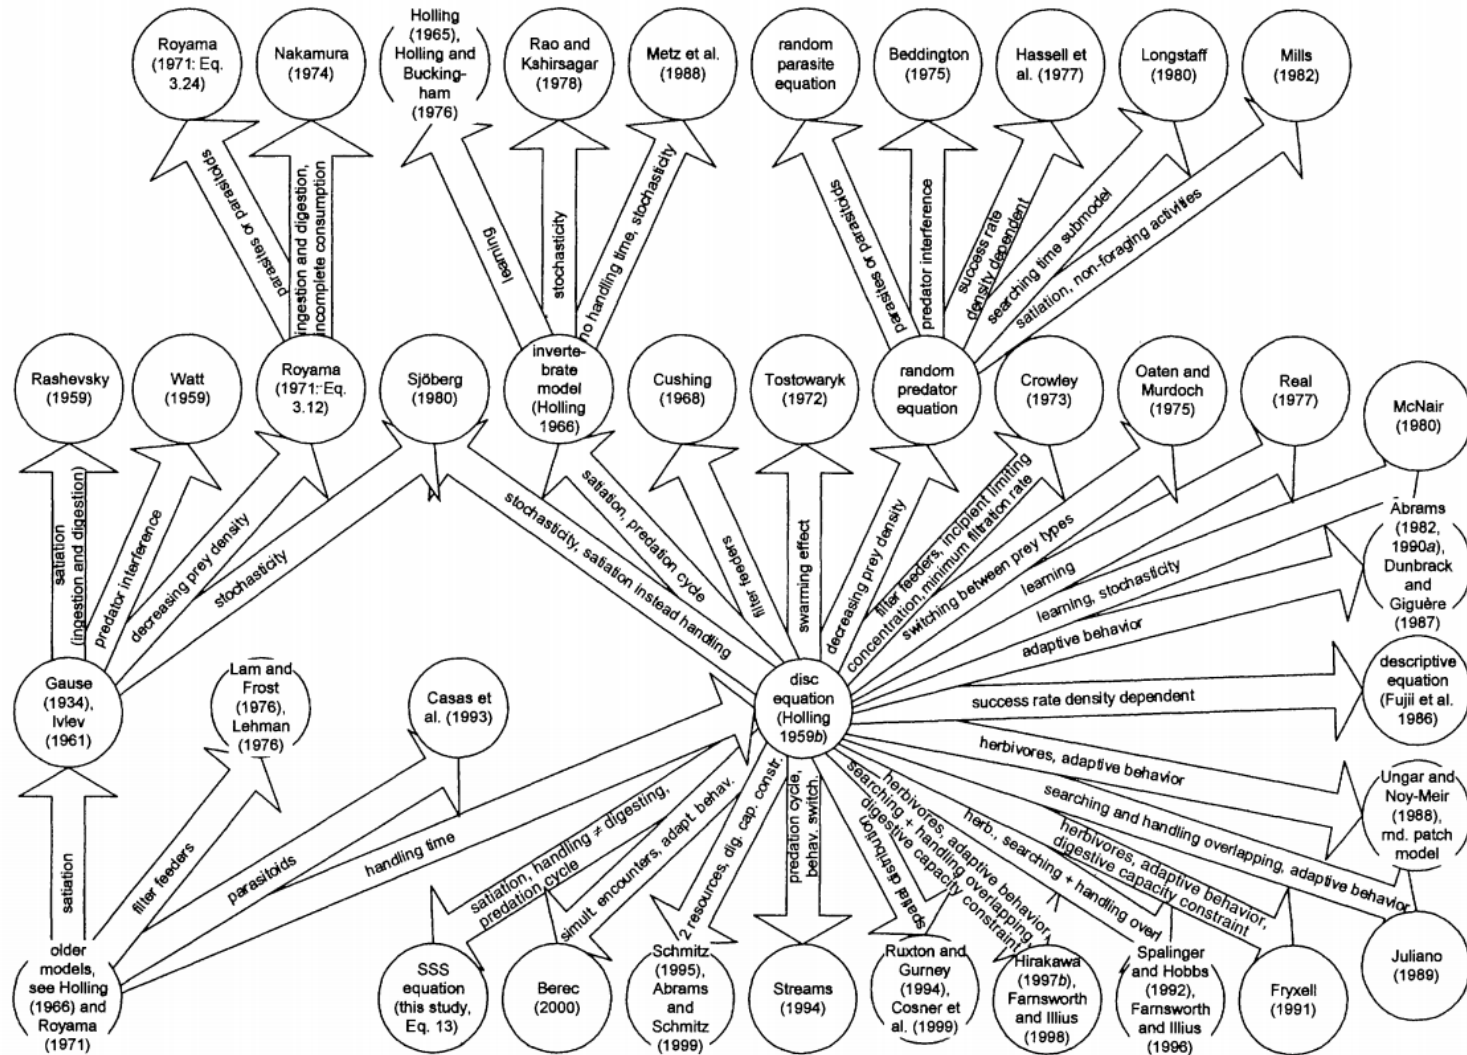 Royama
(1971: Eq.
3.24)
Nakamura
(1974)
Holling
(1965),
Holling and
Bucking-
ham
(1976)
Rao and
Kshirsagar
(1978)
Metz et al.
(1988)
random
parasite
equation
Beddington
(1975)
Hassell et
al. (1977)
Longstaff
(1980)
Mills
(1982)
parasites or parasitoids
ingestion and digestion,
incomplete consumption
learning
stochasticity
no handling time, stochasticity
parasites or parasitoids
predator interference
success rate
density dependent
searching time submodel
satiation, non-foraging activities
Rashevsky
(1959)
Watt
(1959)
Royama
(1971: Eq.
3.12)
Sjöberg
(1980)
inverte-
brate
model
(Holling
1966)
Cushing
(1968)
Tostowaryk
(1972)
random
predator
equation
Crowley
(1973)
Oaten and
Murdoch
(1975)
Real
(1977)
McNair
(1980)
satiation
(ingestion and digestion)
predator interference
decreasing prey density
stochasticity
stochasticity, satiation instead handling
satiation, predation cycle
filter feeders
swarming effect
decreasing prey density
filter feeders, incipient limiting
concentration, minimum filtration rate
switching between prey types
learning
learning, stochasticity
adaptive behavior
Abrams
(1982,
1990a),
Dunbrack
and
Giguère
(1987)
Gause
(1934),
Ivlev
(1961)
Lam and
Frost
(1976),
Lehman
(1976)
Casas et
al. (1993)
disc
equation
(Holling
1959b)
success rate density dependent
descriptive
equation
(Fujii et al.
1986)
satiation
filter feeders
parasitoids
handling time
satiation, handling ≠ digesting,
predation cycle
simult. encounters, adapt. behav.
2 resources, dig. cap. constr.
predation cycle,
behav. switch.
spatial distribution
herbivores, adaptive behavior,
searching + handling overlapping,
digestive capacity constraint
herb., searching + handling overl
herbivores, adaptive behavior,
digestive capacity constraint
searching and handling overlapping, adaptive behavior
herbivores, adaptive behavior
Ungar and
Noy-Meir
(1988),
md. patch
model
older
models,
see Holling
(1966) and
Royama
(1971)
SSS
equation
(this study,
Eq. 13)
Berec
(2000)
Schmitz
(1995),
Abrams
and
Schmitz
(1999)
Streams
(1994)
Ruxton and
Gurney
(1994),
Cosner et
al. (1999)
Hirakawa
(1997b),
Farnsworth
and Illius
(1998)
Spalinger
and Hobbs
(1992),
Farnsworth
and Illius
(1996)
Fryxell
(1991)
Juliano
(1989)